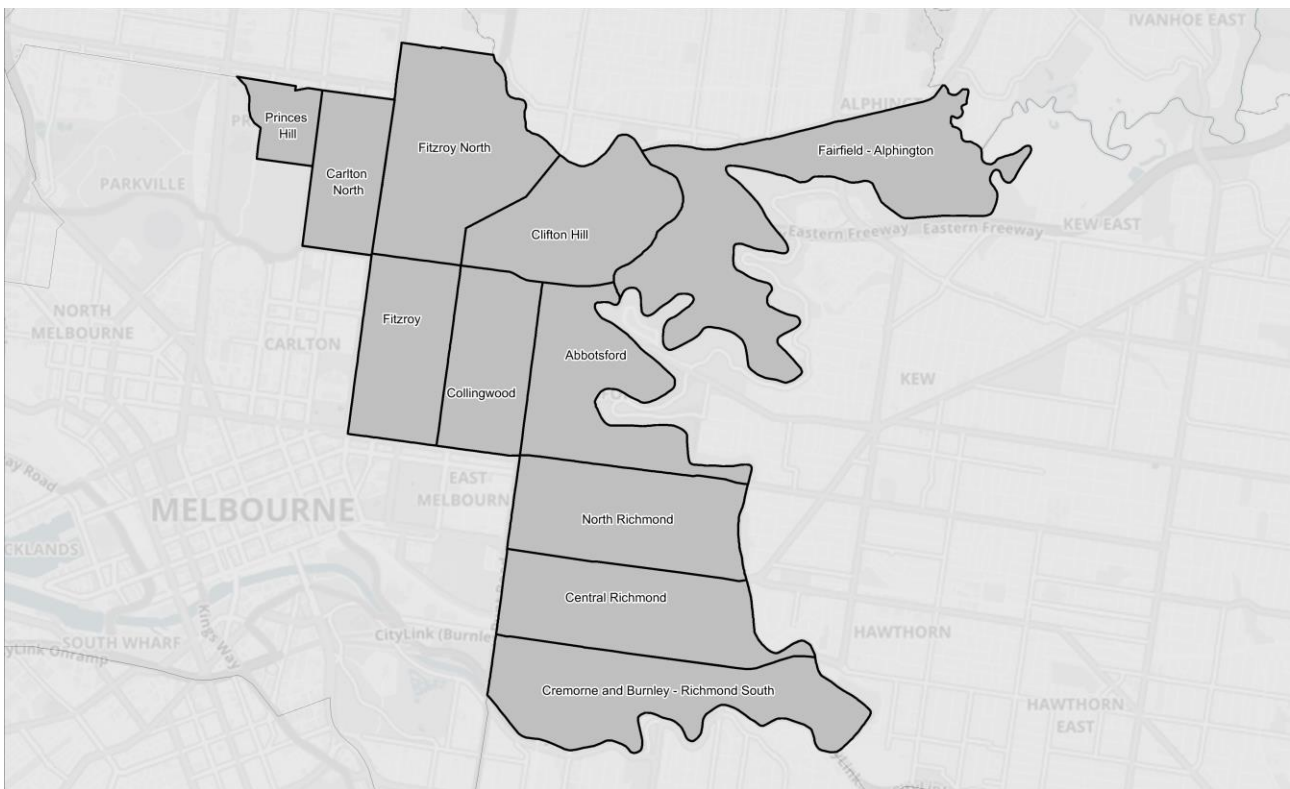 IVANHOE EAST
Princes
Hill
Fitzroy North
Fairfield - Alphington
Carlton
North
PARKVILLE
Clifton Hill
Eastern Freeway
Eastern Freeway
KEW EAST
NORTH
MELBOURNE
CARLTON
Fitzroy
Abbotsford
Collingwood
KEW
EAST
MELBOURN
MELBOURNE
North Richmond
CKLANDS
Central Richmond
Kings Way
SOUTH WHARF
CityLink (Burnle
HAWTHORN
Cremorne and Burnley - Richmond South
HAWTHORN
EAST